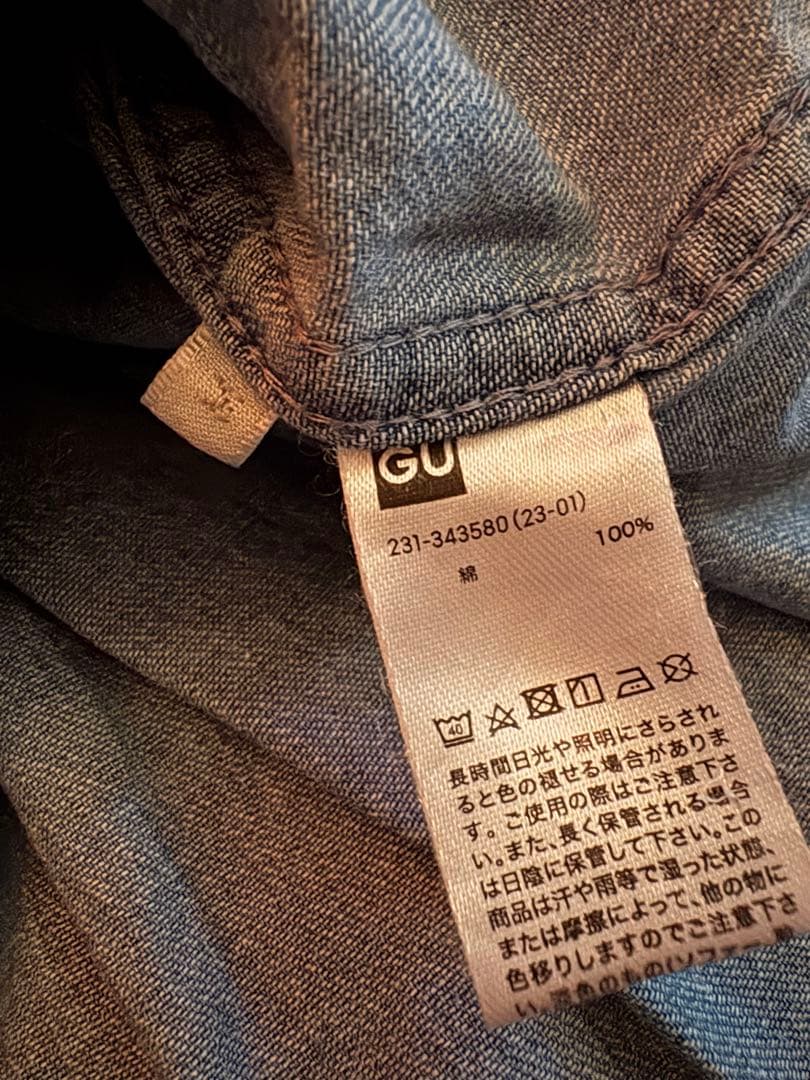 GU
231-343580(23-01)
綿 100%
40
長時間日光や照明にさらされ
ると色の褪せる場合がありま
す。ご使用の際はご注意下さ
い。また、長く保管される場合
は日陰に保管して下さい。この
商品は汗や雨等で湿った状態、
または摩擦によって、他の物に
色移りしますのでご注意下さ
い。